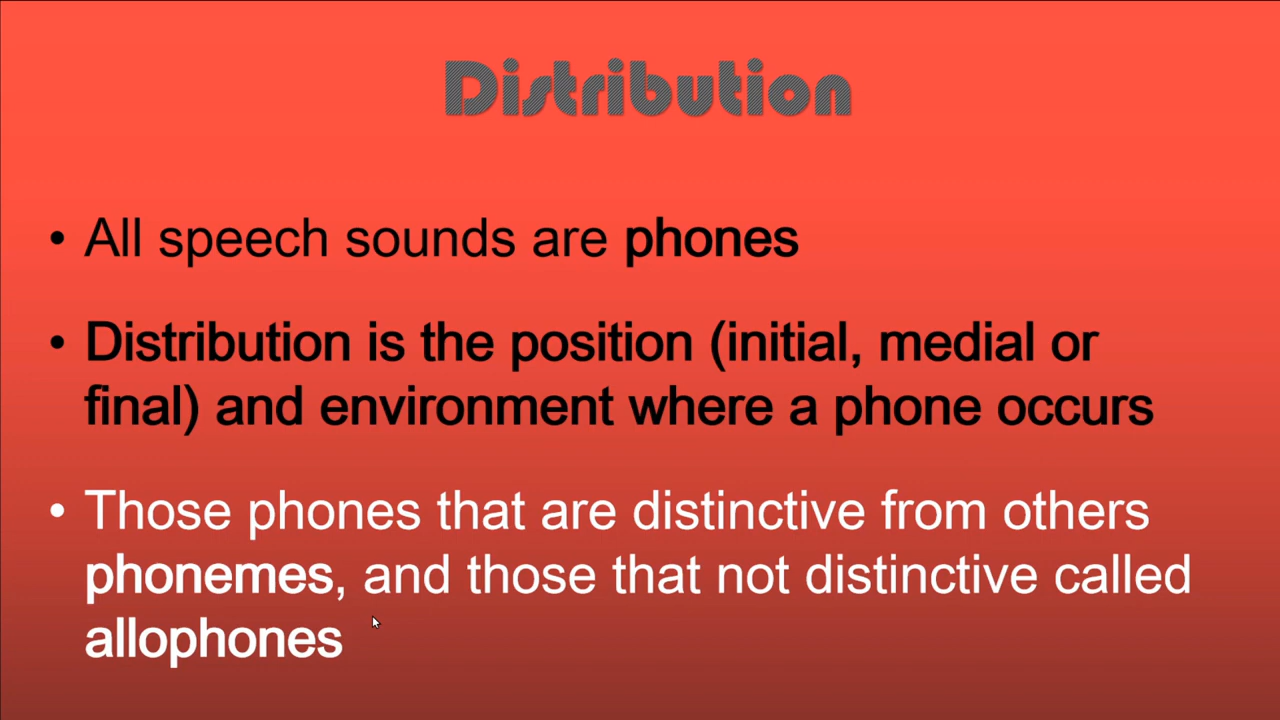 Distribution
• All speech sounds are phones
• Distribution is the position (initial, medial or
final) and environment where a phone occurs
• Those phones that are distinctive from others
phonemes, and those that not distinctive called
allophones